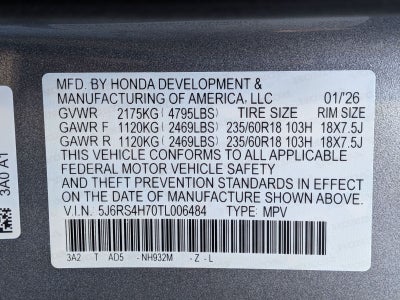 MFD. BY HONDA DEVELOPMENT &
MANUFACTURING OF AMERICA, LLC 01/'26
GVWR 2175KG (4795LBS) TIRE SIZE RIM SIZE
GAWR F 1120KG (2469LBS) 235/60R18 103H 18X7.5J
GAWR R 1120KG (2469LBS) 235/60R18 103H 18X7.5J
THIS VEHICLE CONFORMS TO ALL APPLICABLE
FEDERAL MOTOR VEHICLE SAFETY
AND THEFT PREVENTION STANDARDS IN EFFECT ON THE
DATE OF MANUFACTURE SHOWN ABOVE.
V.I.N. 5J6RS4H70TL006484 TYPE: MPV
3A2 T AD5 - NH932M - Z - L
3A0 A1